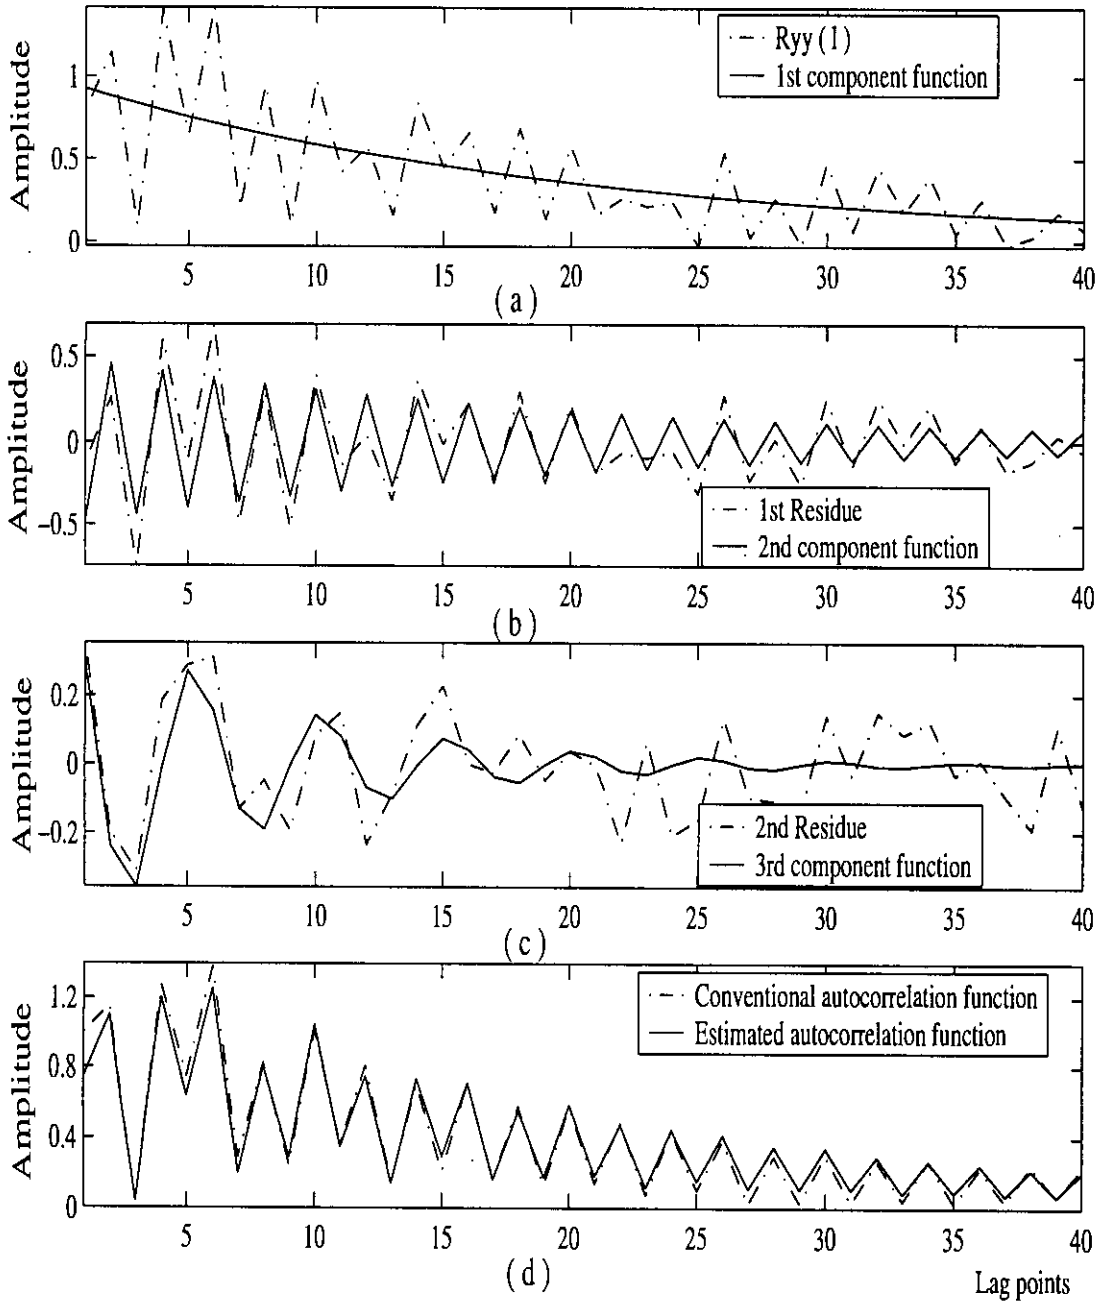 Amplitude
1
0.5
0
Ryy (1)
1st component function
5 10 15 20 25 30 35 40
(a)
Amplitude
0.5
0
−0.5
1st Residue
2nd component function
5 10 15 20 25 30 35 40
(b)
Amplitude
0.2
0
−0.2
2nd Residue
3rd component function
5 10 15 20 25 30 35 40
(c)
Amplitude
1.2
0.8
0.4
0
Conventional autocorrelation function
Estimated autocorrelation function
5 10 15 20 25 30 35 40
(d)
Lag points